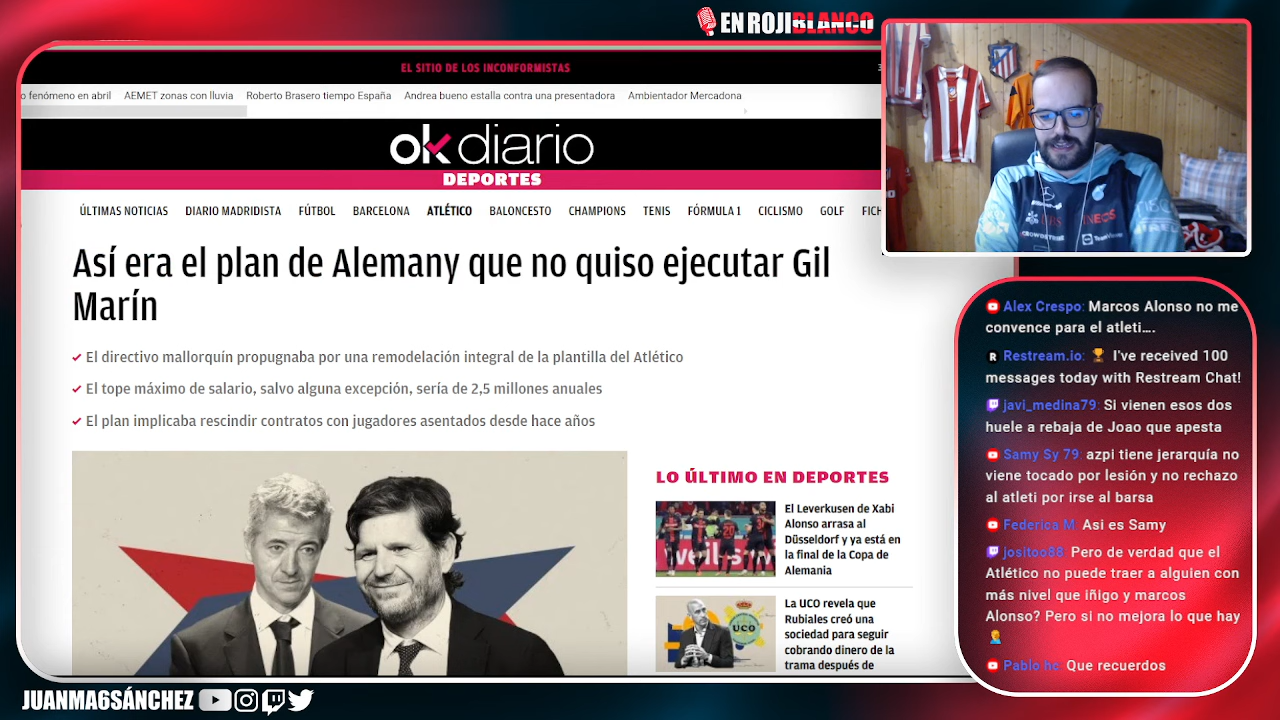 EN ROJIBLANCO
EL SITIO DE LOS INCONFORMISTAS
o fenómeno en abril AEMET zonas con lluvia Roberto Brasero tiempo España Andrea bueno estalla contra una presentadora Ambientador Mercadona
okdiario
DEPORTES
ÚLTIMAS NOTICIAS DIARIO MADRIDISTA FÚTBOL BARCELONA ATLÉTICO BALONCESTO CHAMPIONS TENIS FÓRMULA 1 CICLISMO GOLF FICH
Así era el plan de Alemany que no quiso ejecutar Gil
Marín
El directivo mallorquín propugnaba por una remodelación integral de la plantilla del Atlético
El tope máximo de salario, salvo alguna excepción, sería de 2,5 millones anuales
El plan implicaba rescindir contratos con jugadores asentados desde hace años
LO ÚLTIMO EN DEPORTES
El Leverkusen de Xabi
Alonso arrasa al
Düsseldorf y ya está en
la final de la Copa de
Alemania
UCO
La UCO revela que
Rubiales creó una
sociedad para seguir
cobrando dinero de la
trama después de
INEOS
TeamViewer
Alex Crespo: Marcos Alonso no me
convence para el atleti....
R Restream.io: 🏆 I've received 100
messages today with Restream Chat!
javi_medina79: Si vienen esos dos
huele a rebaja de Joao que apesta
Samy Sy 79: azpi tiene jerarquía no
viene tocado por lesión y no rechazo
al atleti por irse al barsa
Federica M: Asi es Samy
jositoo88: Pero de verdad que el
Atlético no puede traer a alguien con
más nivel que iñigo y marcos
Alonso? Pero si no mejora lo que hay
Pablo hc: Que recuerdos
JUANMA6SÁNCHEZ